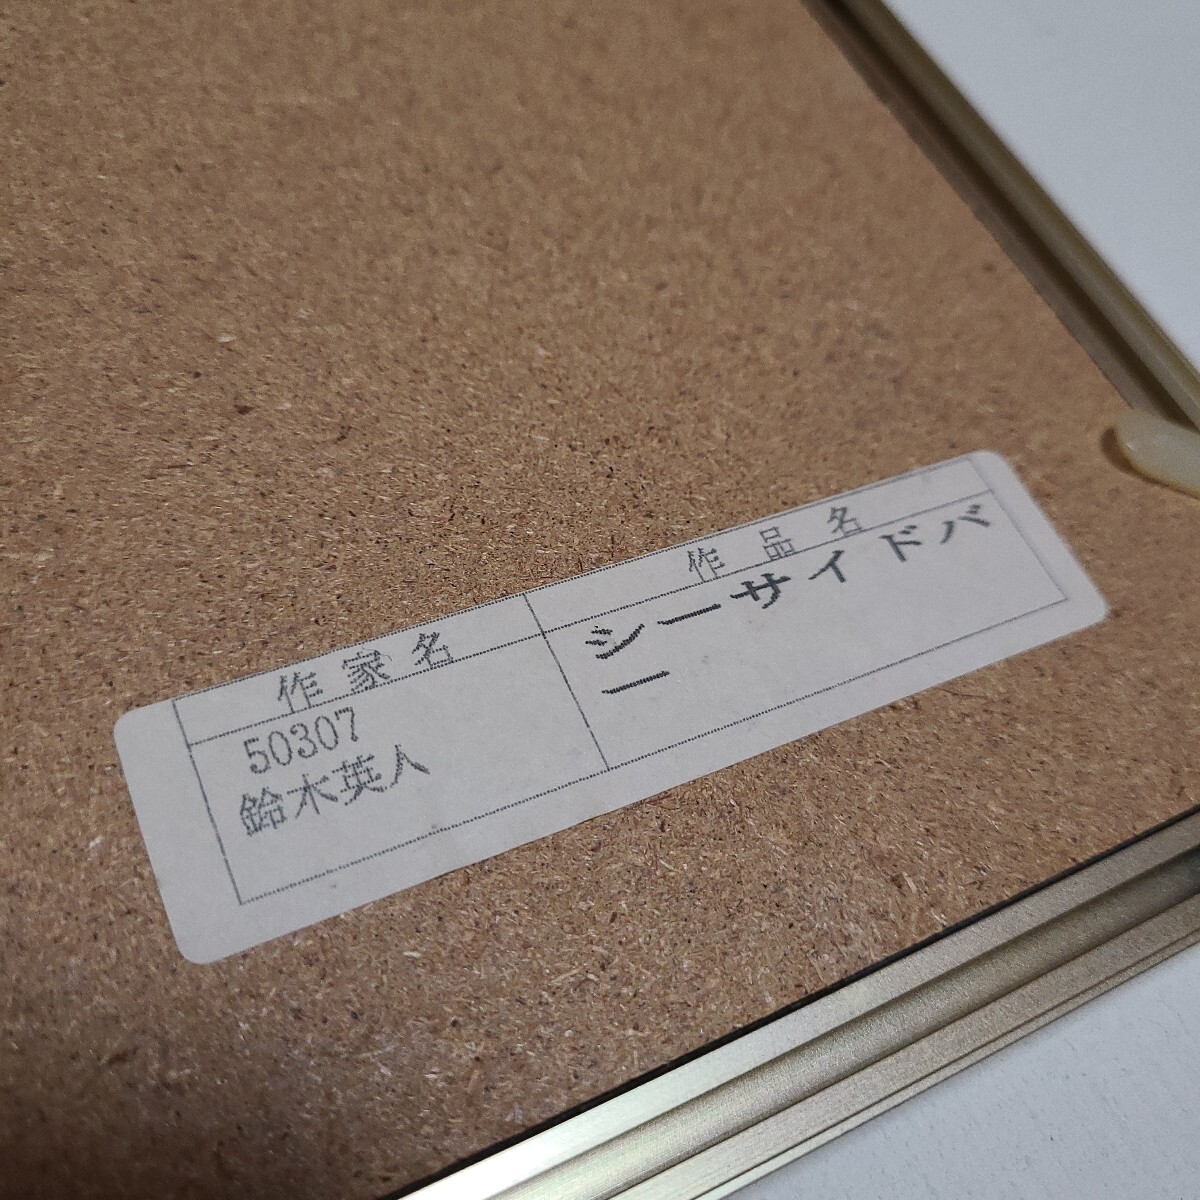 作家名
50307
鈴木英人
作品名
シーサイドバ
ー